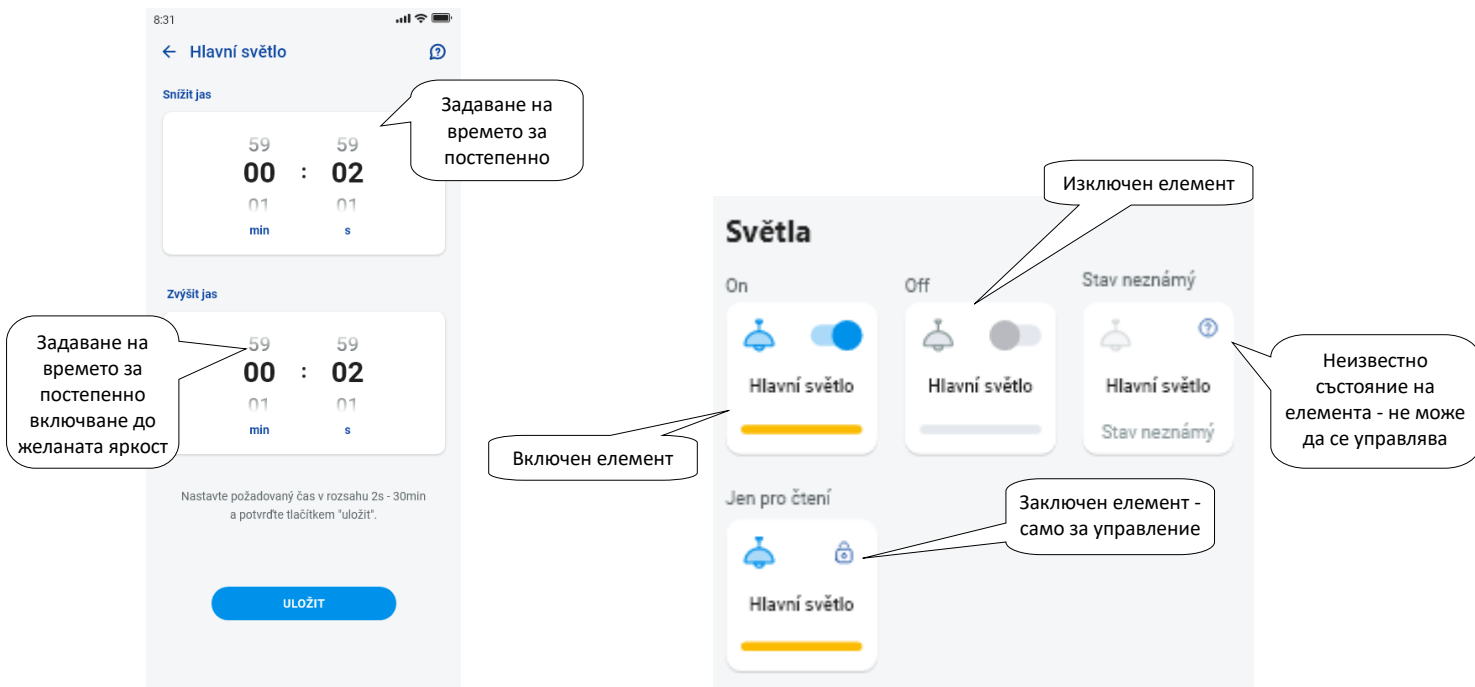 8:31
Hlavní světlo
Snížit jas
59 59
00 : 02
01 01
min s
Задаване на
времето за
постепенно
Zvýšit jas
59 59
00 : 02
01 01
min s
Задаване на
времето за
постепенно
включване до
желаната яркост
Nastavte požadovaný čas v rozsahu 2s - 30min
a potvrďte tlačítkem "uložit".
ULOŽIT
Изключен елемент
Světla
On
Off
Stav neznámý
Hlavní světlo
Hlavní světlo
Hlavní světlo
Stav neznámý
Неизвестно
състояние на
елемента - не може
да се управлява
Включен елемент
Jen pro čtení
Заключен елемент -
само за управление
Hlavní světlo